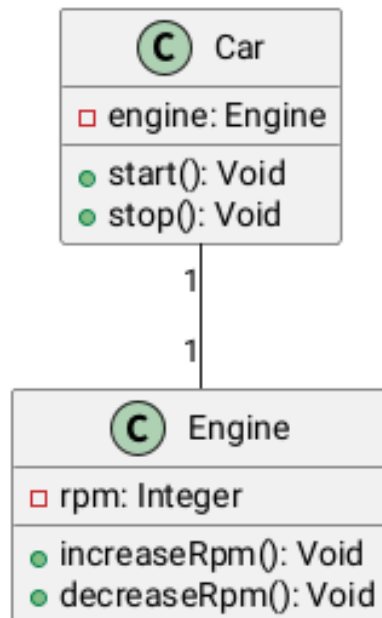 C Car
engine: Engine
start(): Void
stop(): Void
1
1
C Engine
rpm: Integer
increaseRpm(): Void
decreaseRpm(): Void